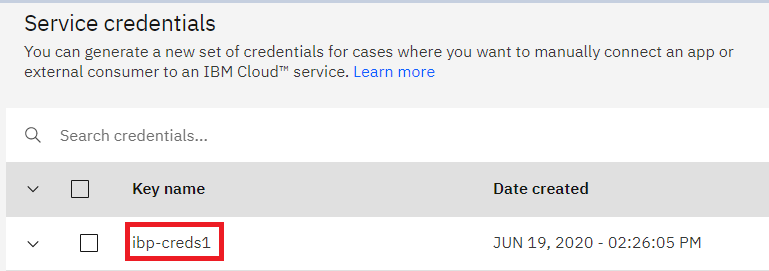 Service credentials
You can generate a new set of credentials for cases where you want to manually connect an app or
external consumer to an IBM Cloud™ service. Learn more
Search credentials...
Key name Date created
ibp-creds1 JUN 19, 2020 - 02:26:05 PM